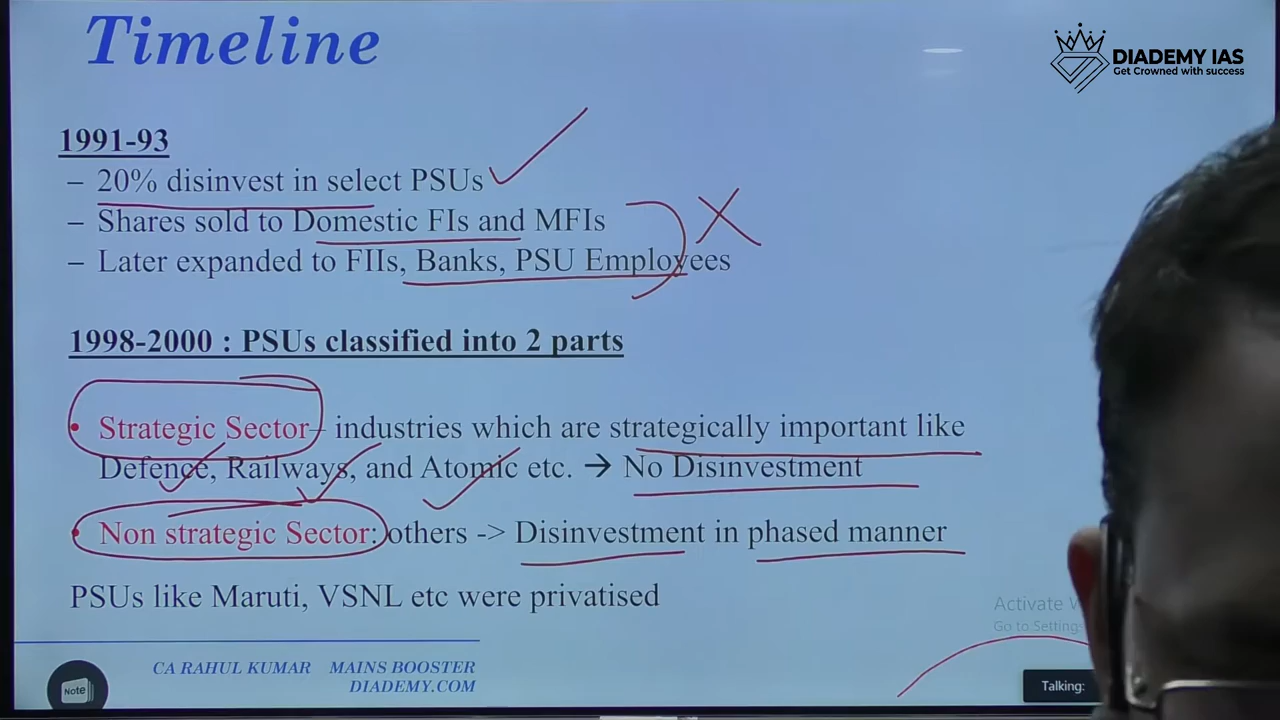 Timeline
DIADEMY IAS
Get Crowned with success
1991-93
– 20% disinvest in select PSUs
– Shares sold to Domestic FIs and MFIs
– Later expanded to FIIs, Banks, PSU Employees
1998-2000 : PSUs classified into 2 parts
• Strategic Sector– industries which are strategically important like
Defence, Railways, and Atomic etc. → No Disinvestment
• Non strategic Sector: others -> Disinvestment in phased manner
PSUs like Maruti, VSNL etc were privatised
Activate
Go to Settings
CA RAHUL KUMAR MAINS BOOSTER
DIADEMY.COM
Note
Talking: